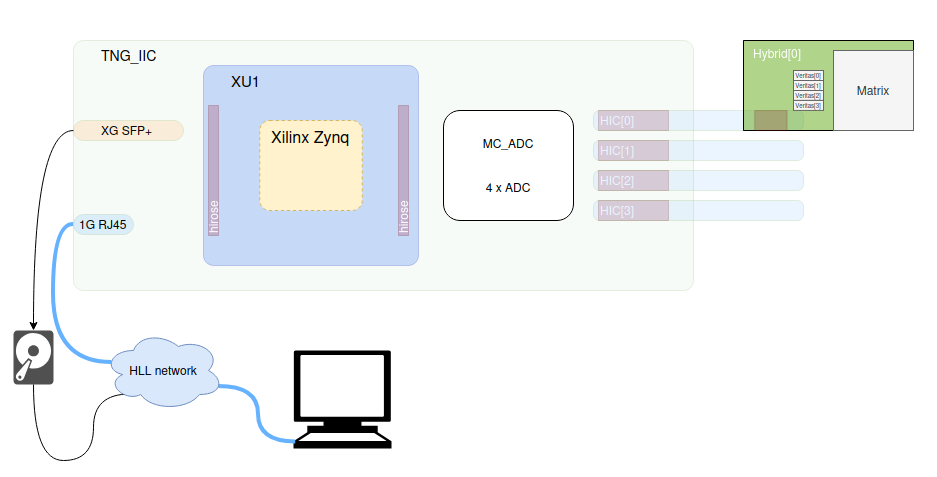 TNG_IIC
XU1
Xilinx Zynq
hirose
hirose
XG SFP+
1G RJ45
MC_ADC
4 x ADC
HIC[0]
HIC[1]
HIC[2]
HIC[3]
Hybrid[0]
Veritas[0]
Veritas[1]
Veritas[2]
Veritas[3]
Matrix
HLL network